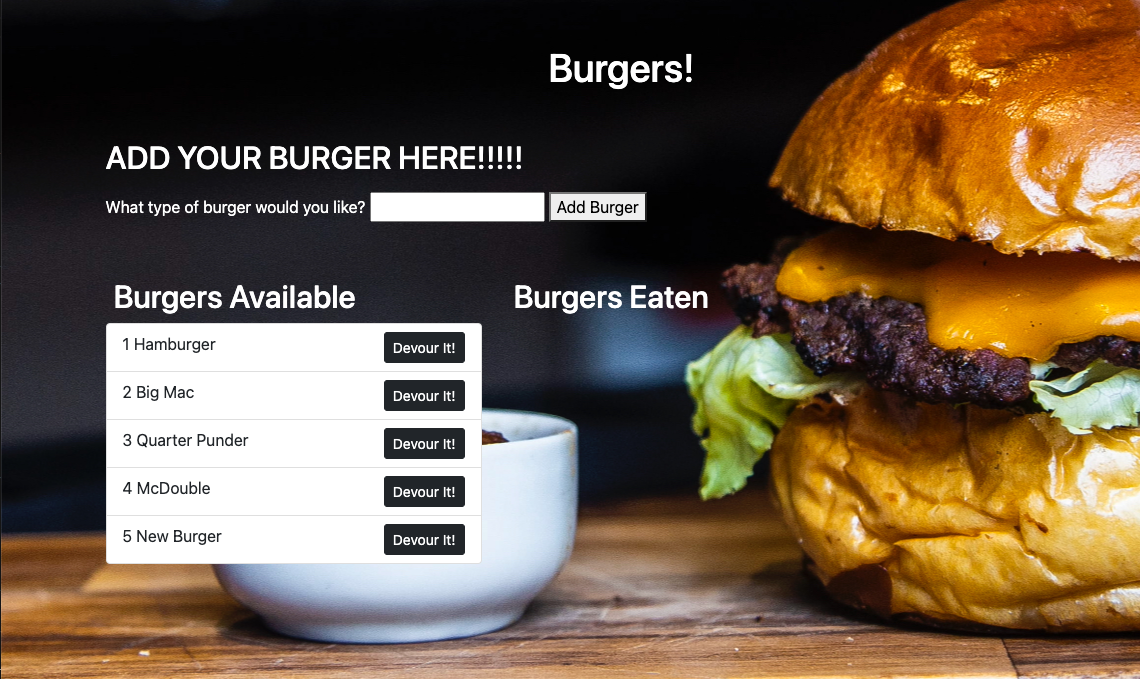 Burgers!
ADD YOUR BURGER HERE!!!!!
What type of burger would you like? Add Burger
Burgers Available
1 Hamburger Devour It!
2 Big Mac Devour It!
3 Quarter Punder Devour It!
4 McDouble Devour It!
5 New Burger Devour It!
Burgers Eaten